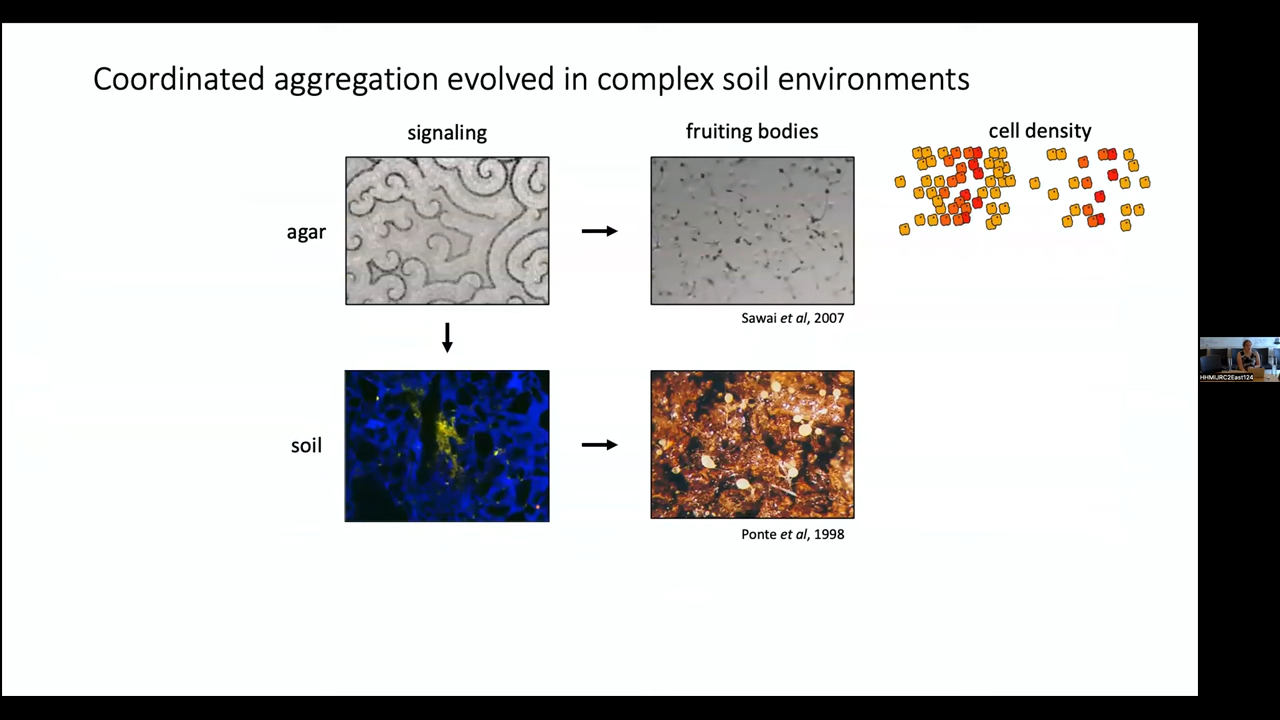 Coordinated aggregation evolved in complex soil environments
signaling
fruiting bodies
cell density
agar
Sawai et al, 2007
soil
Ponte et al, 1998
HHMIJRC2East124